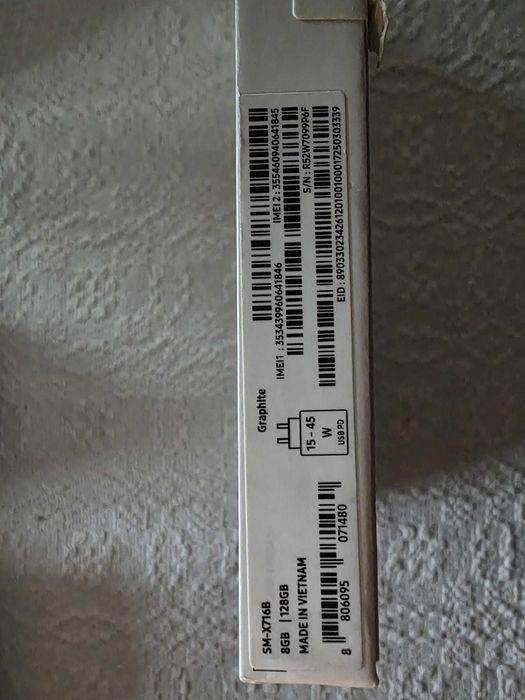 SM-X716B
8GB | 128GB
MADE IN VIETNAM
8 806095 071480
Graphite
15 - 45
W
USB PD
IMEI1 : 353439960641846
IMEI 2 : 355460940641845
S/N : R52W7099P6F
EID : 89033023426120100100017250303339